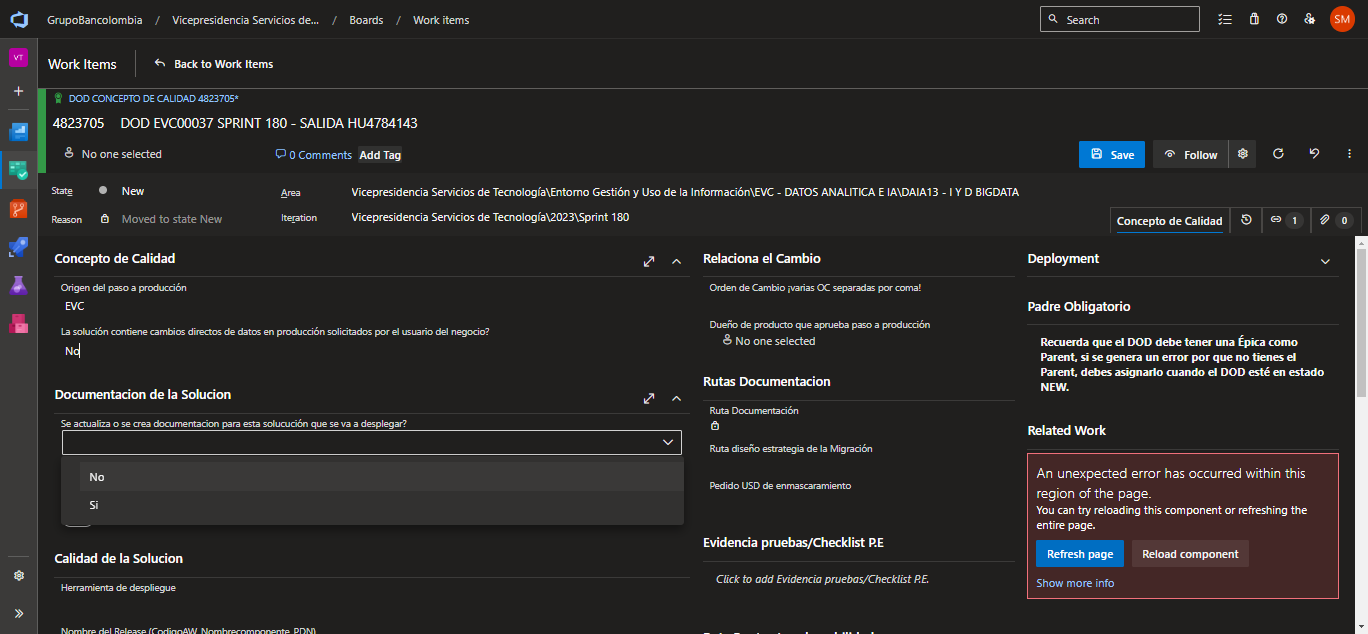 GrupoBancolombia / Vicepresidencia Servicios de... / Boards / Work items
Search
SM
VT
Work Items
Back to Work Items
DOD CONCEPTO DE CALIDAD 4823705*
4823705 DOD EVC00037 SPRINT 180 - SALIDA HU4784143
No one selected
0 Comments
Add Tag
Save
Follow
State
New
Area
Vicepresidencia Servicios de Tecnología\Entorno Gestión y Uso de la Información\EVC - DATOS ANALITICA E IA\DAIA13 - I Y D BIGDATA
Reason
Moved to state New
Iteration
Vicepresidencia Servicios de Tecnología\2023\Sprint 180
Concepto de Calidad
1
0
Concepto de Calidad
Origen del paso a producción
EVC
La solución contiene cambios directos de datos en producción solicitados por el usuario del negocio?
No
Documentacion de la Solucion
Se actualiza o se crea documentacion para esta solucución que se va a desplegar?
No
Si
Calidad de la Solucion
Herramienta de despliegue
Nombre del Release (CodigoAW_Nombrecomponente_PDN)
Relaciona el Cambio
Orden de Cambio ¡varias OC separadas por coma!
Dueño de producto que aprueba paso a producción
No one selected
Rutas Documentacion
Ruta Documentación
Ruta diseño estrategia de la Migración
Pedido USD de enmascaramiento
Evidencia pruebas/Checklist P.E
Click to add Evidencia pruebas/Checklist P.E.
Deployment
Padre Obligatorio
Recuerda que el DOD debe tener una Épica como
Parent, si se genera un error por que no tienes el
Parent, debes asignarlo cuando el DOD esté en estado
NEW.
Related Work
An unexpected error has occurred within this
region of the page.
You can try reloading this component or refreshing the
entire page.
Refresh page
Reload component
Show more info